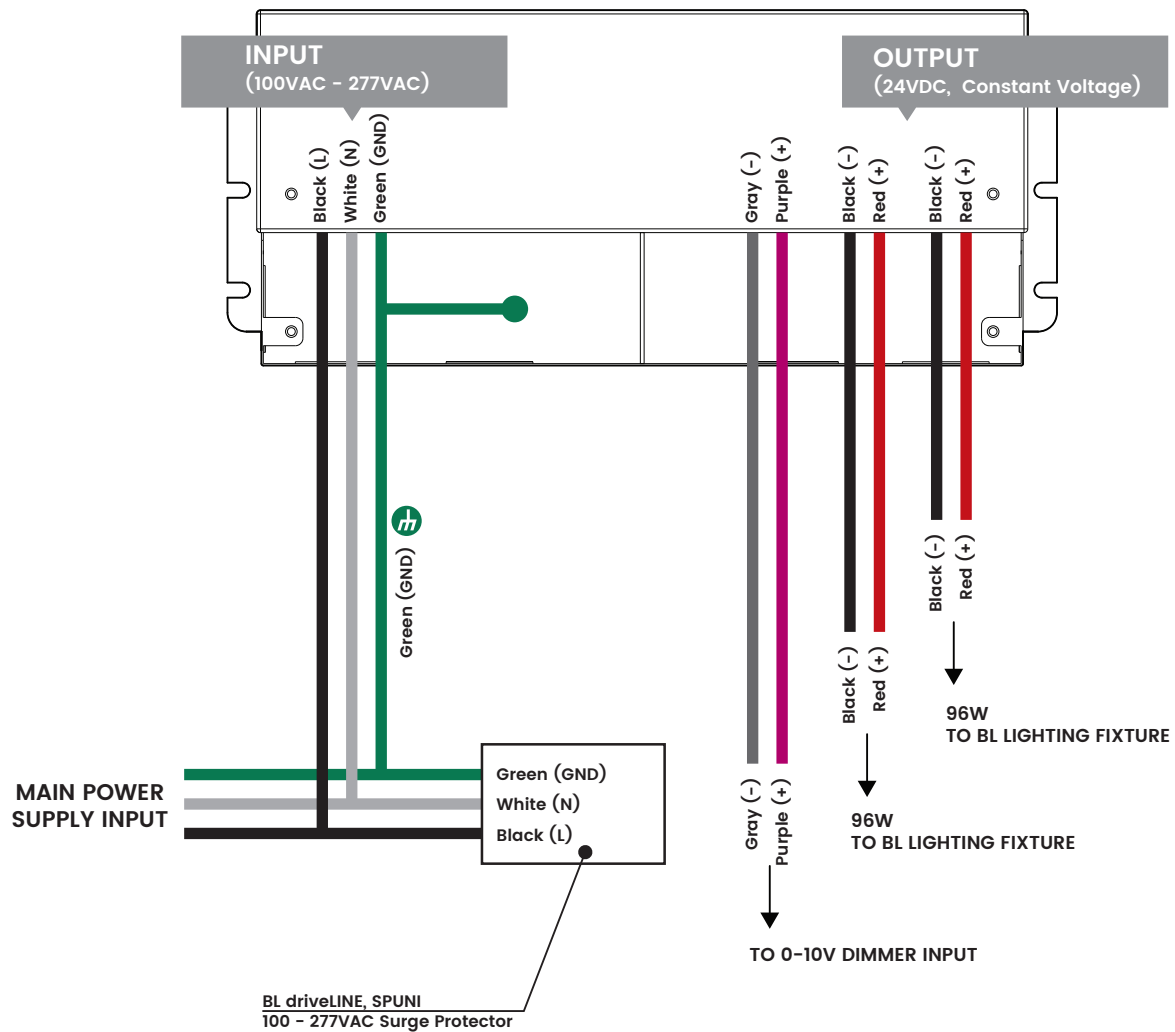 INPUT
(100VAC - 277VAC)
OUTPUT
(24VDC, Constant Voltage)
Black (L)
White (N)
Green (GND)
Gray (-)
Purple (+)
Black (-)
Red (+)
Black (-)
Red (+)
Green (GND)
Black (-)
Red (+)
96W
TO BL LIGHTING FIXTURE
Black (-)
Red (+)
96W
TO BL LIGHTING FIXTURE
Gray (-)
Purple (+)
TO 0-10V DIMMER INPUT
MAIN POWER
SUPPLY INPUT
Green (GND)
White (N)
Black (L)
BL driveLINE, SPUNI
100 - 277VAC Surge Protector